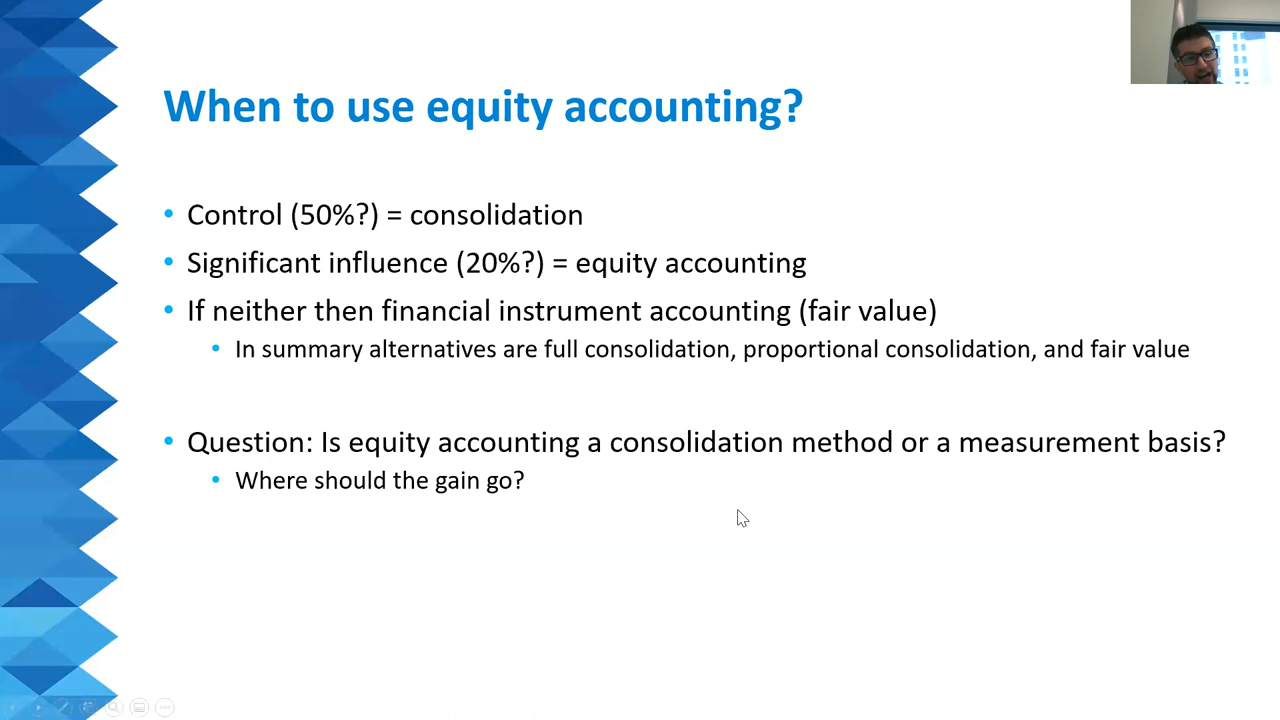 When to use equity accounting?
• Control (50%?) = consolidation
• Significant influence (20%?) = equity accounting
• If neither then financial instrument accounting (fair value)
• In summary alternatives are full consolidation, proportional consolidation, and fair value
• Question: Is equity accounting a consolidation method or a measurement basis?
• Where should the gain go?